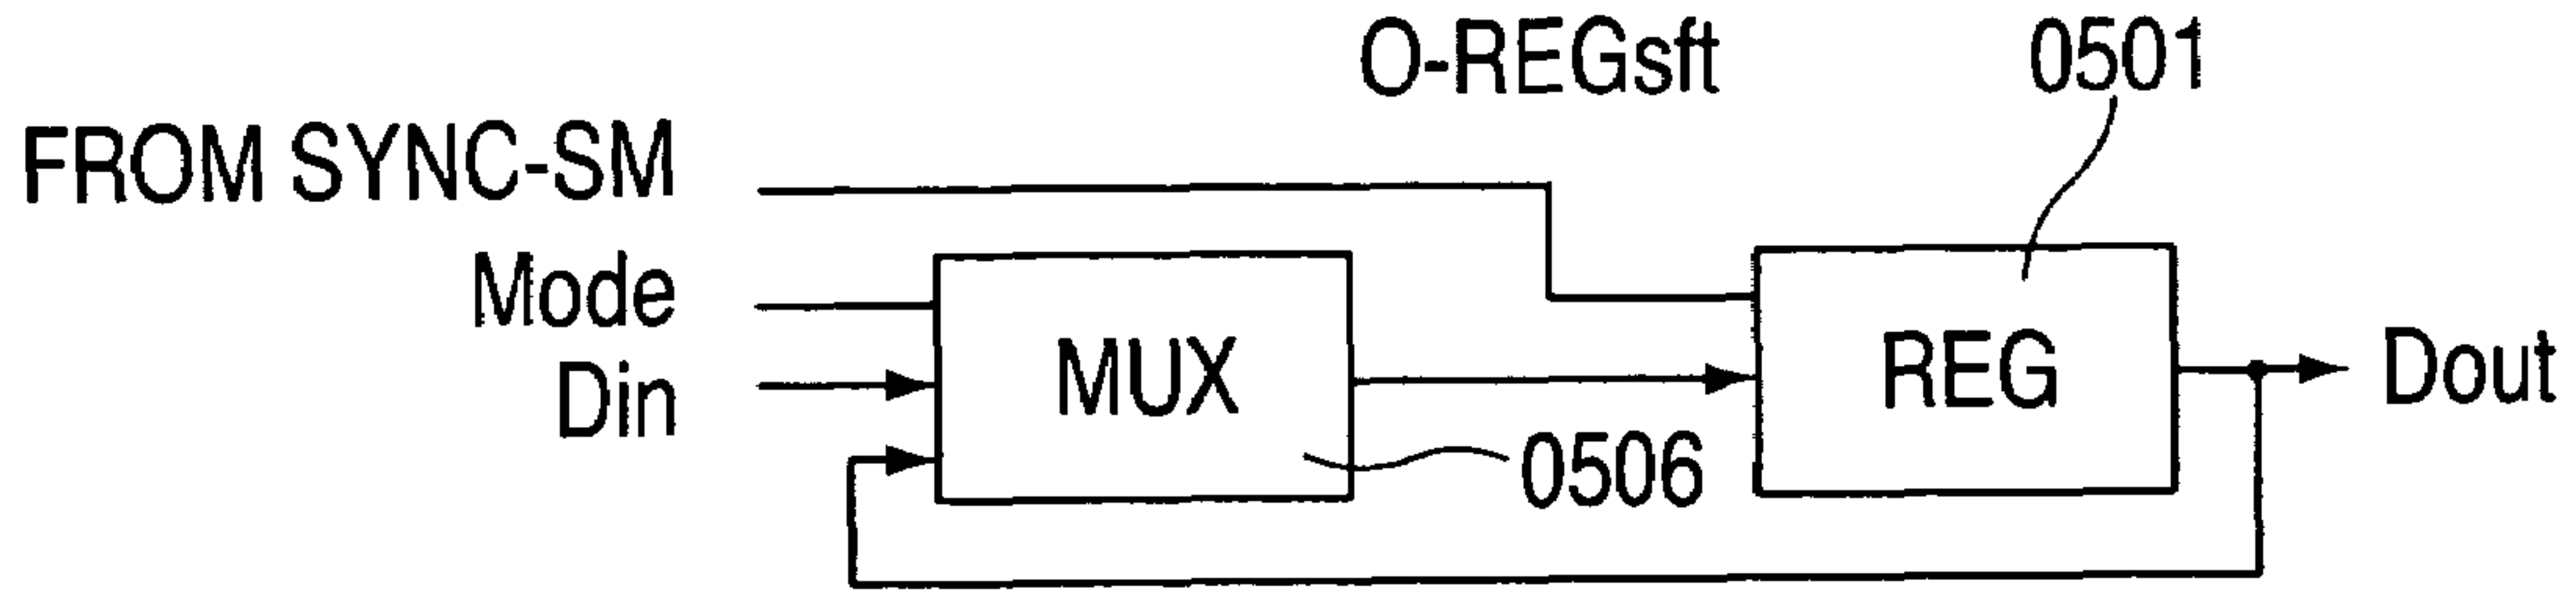 O-REGsft
0501
FROM SYNC-SM
Mode
Din
MUX
REG
Dout
0506